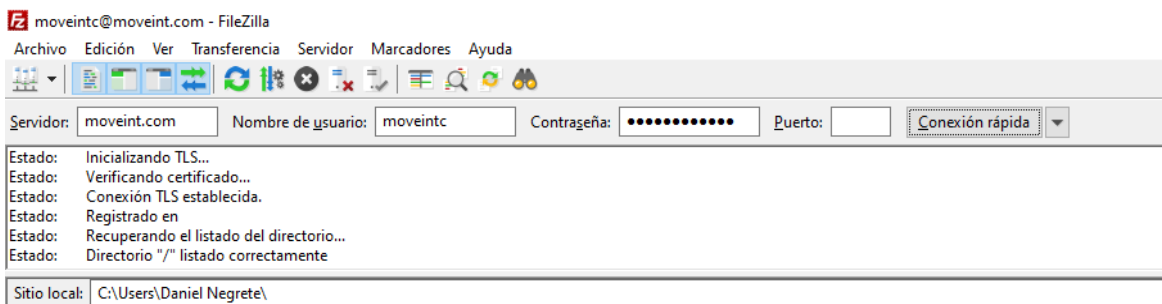 moveintc@moveint.com - FileZilla
Archivo Edición Ver Transferencia Servidor Marcadores Ayuda
Servidor: moveint.com Nombre de usuario: moveintc Contraseña: ●●●●●●●●●●●● Puerto: Conexión rápida
Estado: Inicializando TLS...
Estado: Verificando certificado...
Estado: Conexión TLS establecida.
Estado: Registrado en
Estado: Recuperando el listado del directorio...
Estado: Directorio "/" listado correctamente
Sitio local: C:\Users\Daniel Negrete\